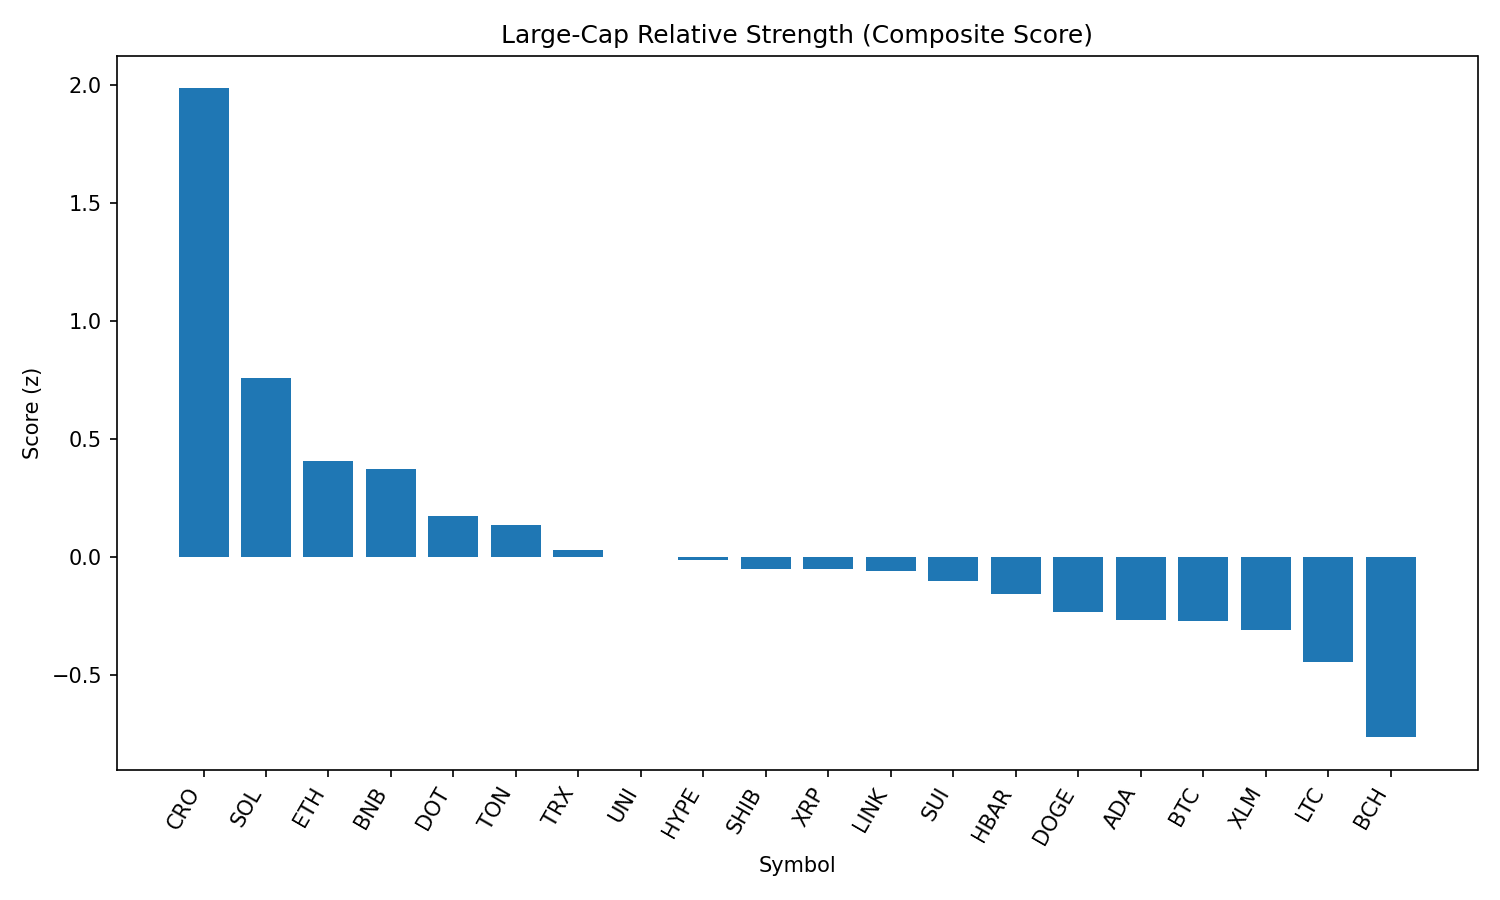 Large-Cap Relative Strength (Composite Score)
Score (z)
2.0
1.5
1.0
0.5
0.0
−0.5
CRO
SOL
ETH
BNB
DOT
TON
TRX
UNI
HYPE
SHIB
XRP
LINK
SUI
HBAR
DOGE
ADA
BTC
XLM
LTC
BCH
Symbol